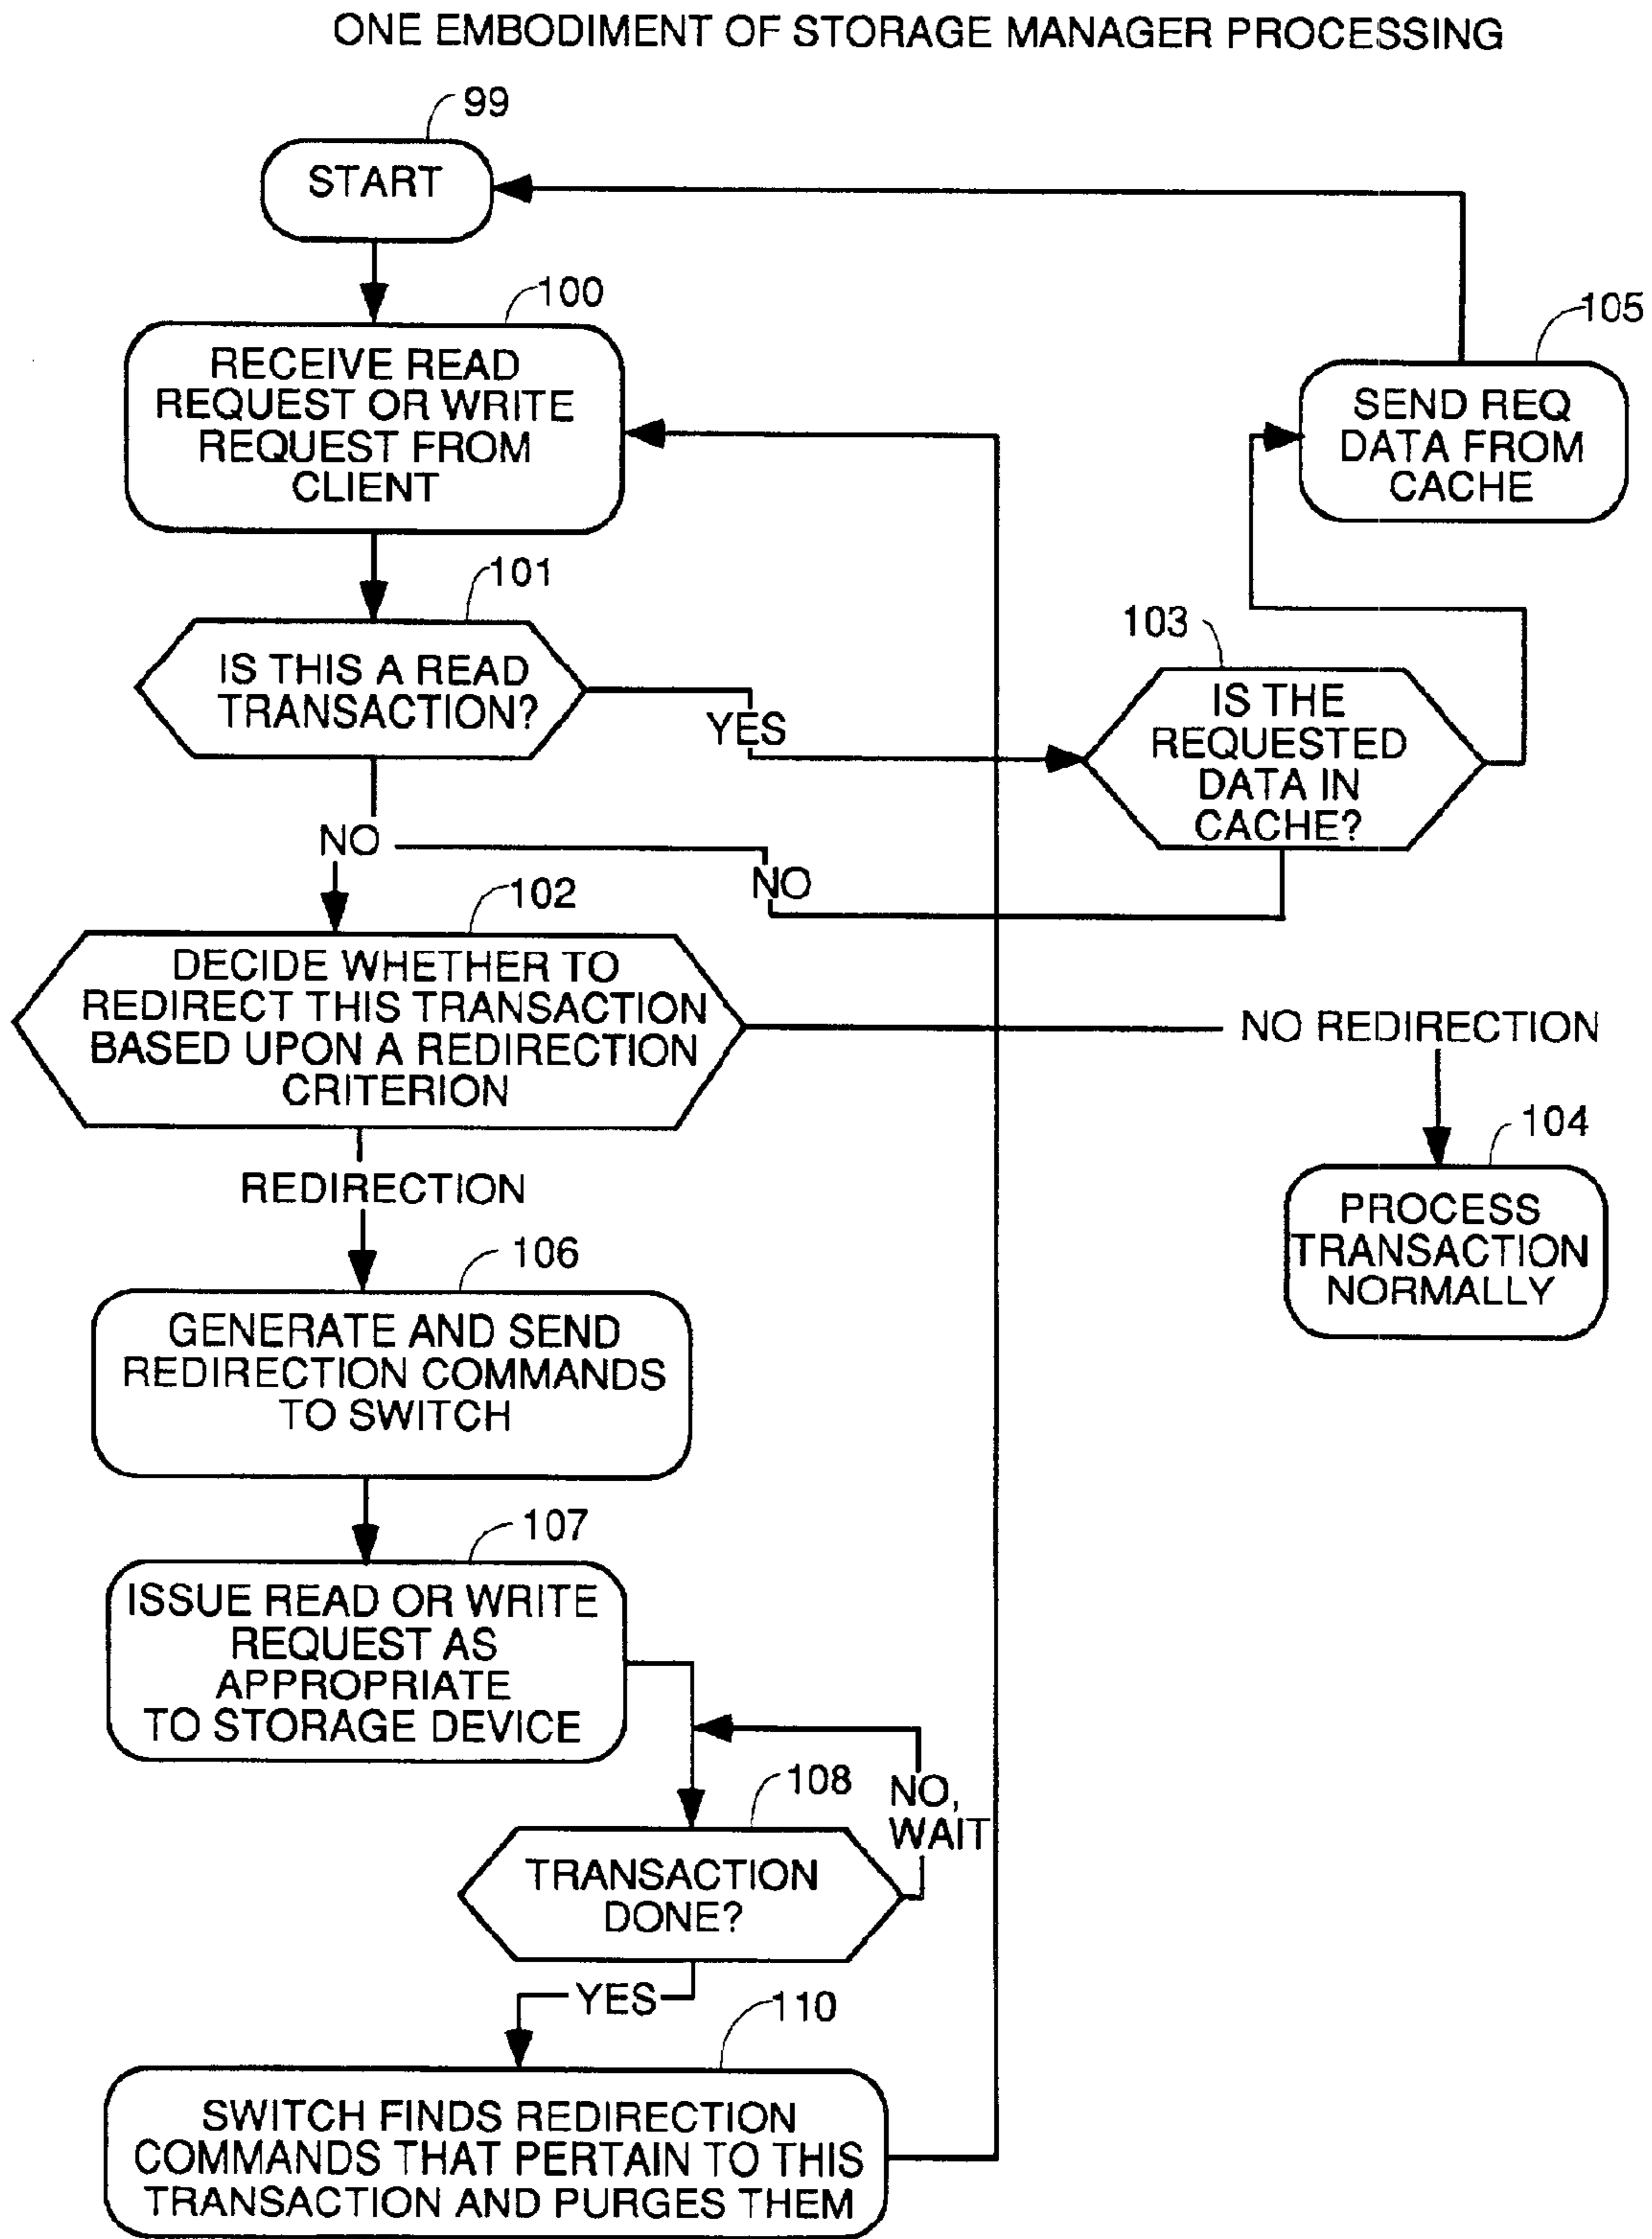 ONE EMBODIMENT OF STORAGE MANAGER PROCESSING
99
START
100
RECEIVE READ
REQUEST OR WRITE
REQUEST FROM
CLIENT
105
SEND REQ
DATA FROM
CACHE
101
IS THIS A READ
TRANSACTION?
YES
103
IS THE
REQUESTED
DATA IN
CACHE?
NO
NO
102
DECIDE WHETHER TO
REDIRECT THIS TRANSACTION
BASED UPON A REDIRECTION
CRITERION
NO REDIRECTION
104
PROCESS
TRANSACTION
NORMALLY
REDIRECTION
106
GENERATE AND SEND
REDIRECTION COMMANDS
TO SWITCH
107
ISSUE READ OR WRITE
REQUEST AS
APPROPRIATE
TO STORAGE DEVICE
108
NO,
WAIT
TRANSACTION
DONE?
YES
110
SWITCH FINDS REDIRECTION
COMMANDS THAT PERTAIN TO THIS
TRANSACTION AND PURGES THEM